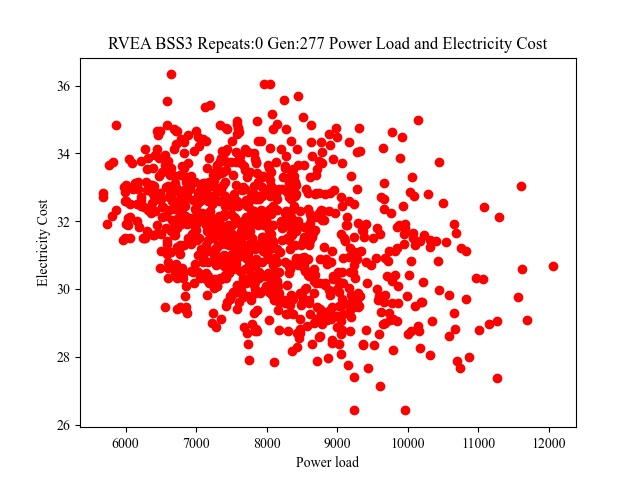 RVEA BSS3 Repeats:0 Gen:277 Power Load and Electricity Cost
36
34
32
30
28
26
Electricity Cost
6000 7000 8000 9000 10000 11000 12000
Power load